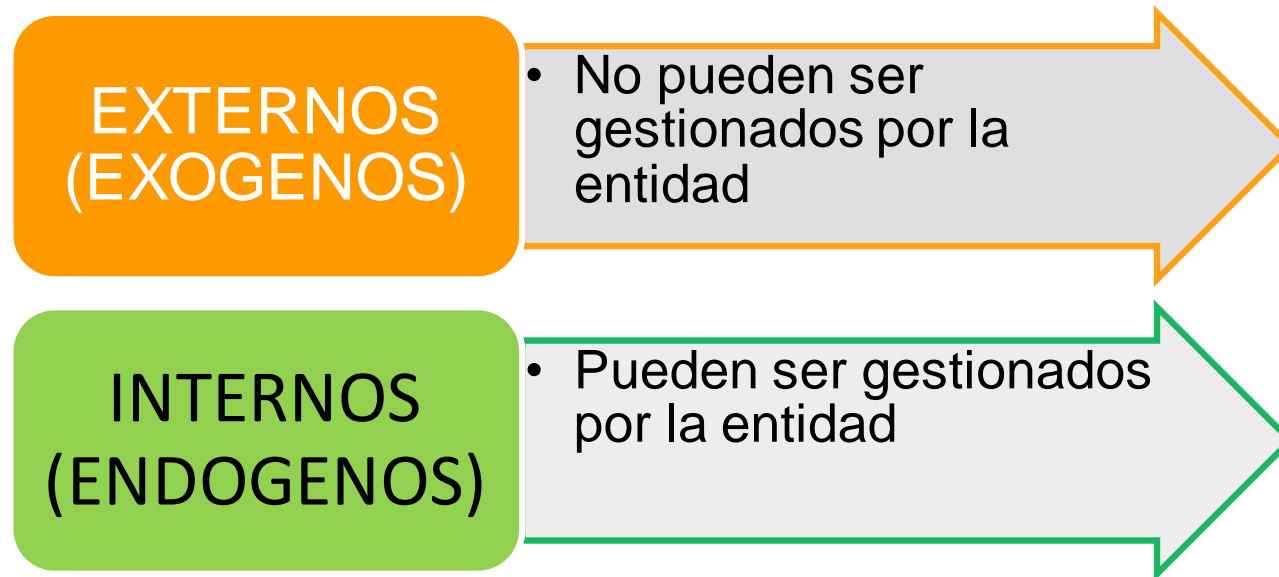 EXTERNOS
(EXOGENOS)
• No pueden ser
gestionados por la
entidad
INTERNOS
(ENDOGENOS)
• Pueden ser gestionados
por la entidad